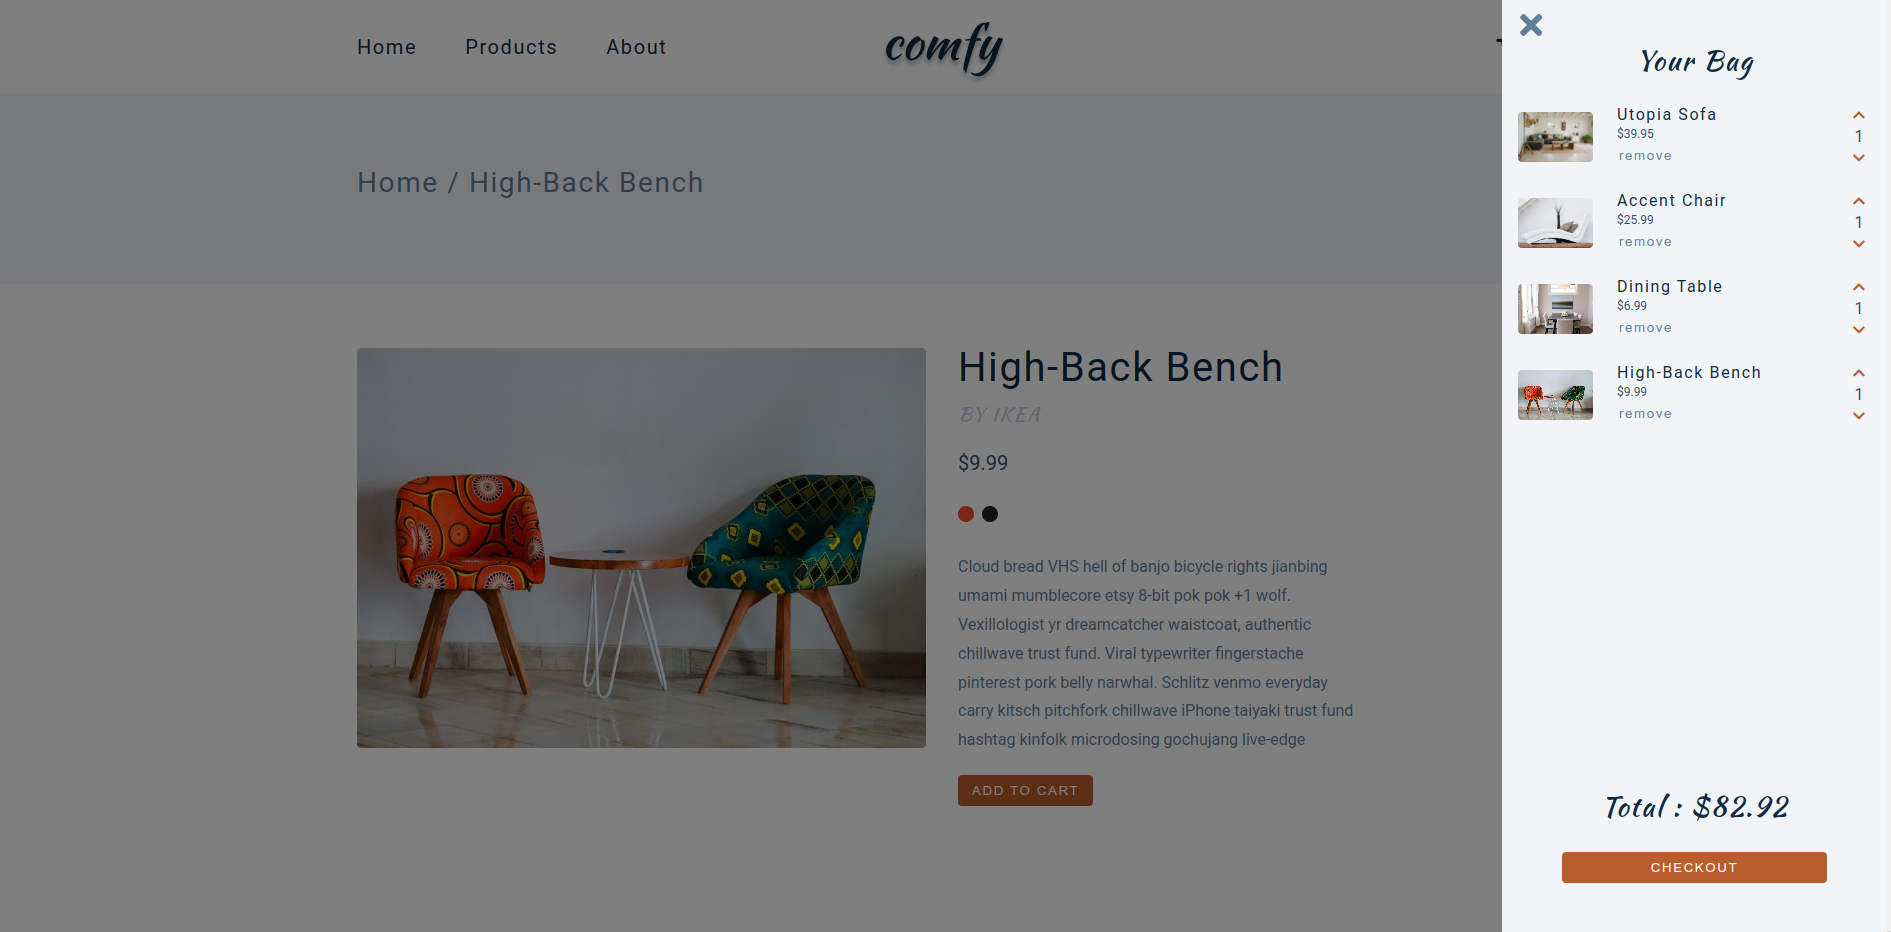 Home Products About
comfy
Home / High-Back Bench
High-Back Bench
BY IKEA
$9.99
Cloud bread VHS hell of banjo bicycle rights jianbing
umami mumblecore etsy 8-bit pok pok +1 wolf.
Vexillologist yr dreamcatcher waistcoat, authentic
chillwave trust fund. Viral typewriter fingerstache
pinterest pork belly narwhal. Schlitz venmo everyday
carry kitsch pitchfork chillwave iPhone taiyaki trust fund
hashtag kinfolk microdosing gochujang live-edge
ADD TO CART
Your Bag
Utopia Sofa
$39.95
1
remove
Accent Chair
$25.99
1
remove
Dining Table
$6.99
1
remove
High-Back Bench
$9.99
1
remove
Total : $82.92
CHECKOUT